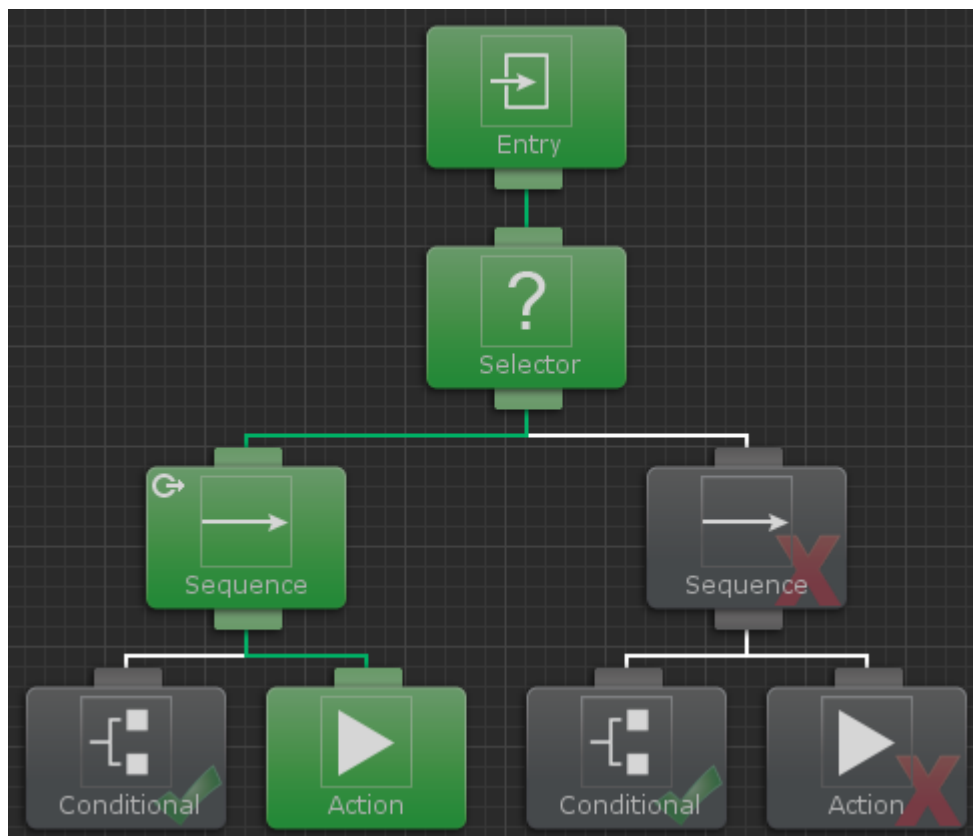 Entry
?
Selector
Sequence
Sequence
Conditional
Action
Conditional
Action